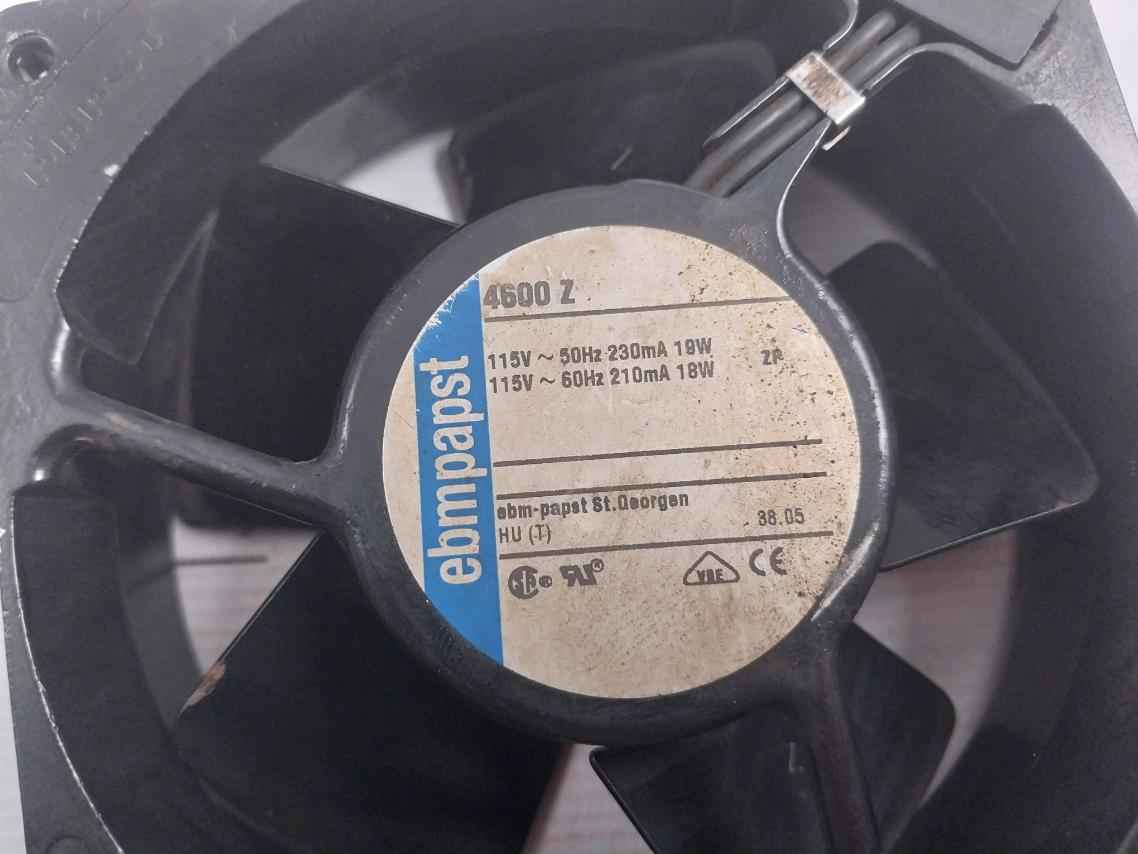 4600 Z
115V ~ 50Hz 230mA 19W
ZP
115V ~ 60Hz 210mA 18W
ebmpapst
ebm-papst St.Georgen
HU (T)
38.05
VDE CE